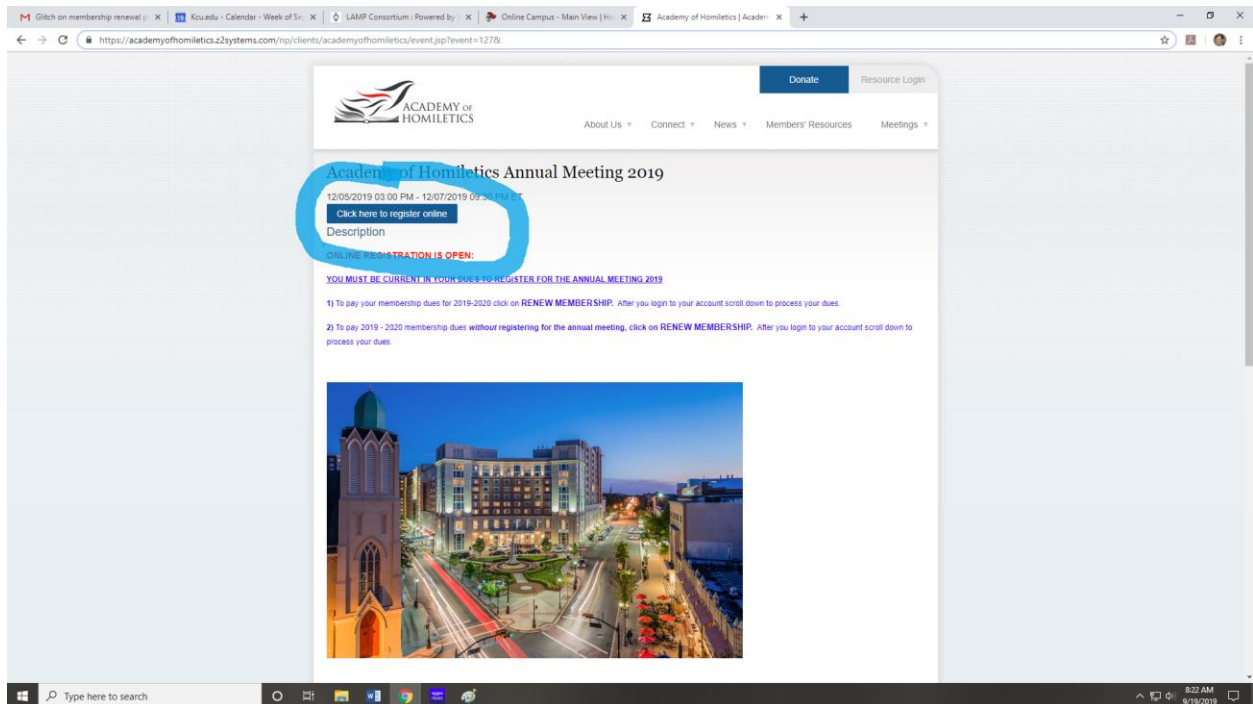 Glitch on membership renewal p
Kcu.edu - Calendar - Week of Se
LAMP Consortium : Powered by
Online Campus - Main View | Ho
Academy of Homiletics | Academ
https://academyofhomiletics.z2systems.com/np/clients/academyofhomiletics/event.jsp?event=127&
Donate
Resource Login
ACADEMY OF
HOMILETICS
About Us
Connect
News
Members' Resources
Meetings
Academy of Homiletics Annual Meeting 2019
12/05/2019 03:00 PM - 12/07/2019 09:30 PM ET
Click here to register online
Description
ONLINE REGISTRATION IS OPEN:
YOU MUST BE CURRENT IN YOUR DUES TO REGISTER FOR THE ANNUAL MEETING 2019
1) To pay your membership dues for 2019-2020 click on RENEW MEMBERSHIP. After you login to your account scroll down to process your dues.
2) To pay 2019 - 2020 membership dues without registering for the annual meeting, click on RENEW MEMBERSHIP. After you login to your account scroll down to
process your dues.
Type here to search
8:22 AM
9/19/2019